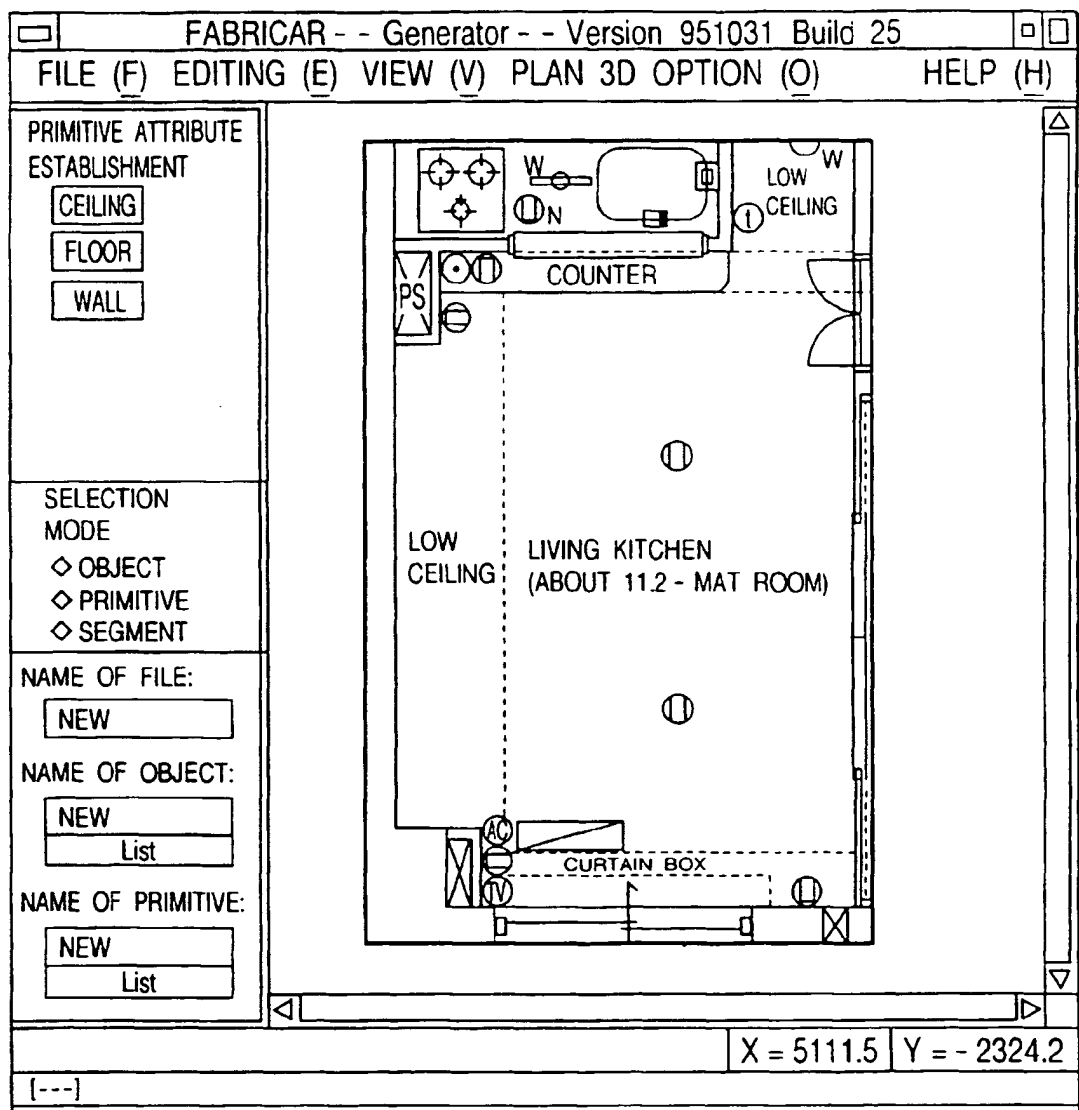 FABRICAR - - Generator - - Version 951031 Build 25
FILE (F) EDITING (E) VIEW (V) PLAN 3D OPTION (O) HELP (H)
PRIMITIVE ATTRIBUTE
ESTABLISHMENT
CEILING
FLOOR
WALL
SELECTION
MODE
◇ OBJECT
◇ PRIMITIVE
◇ SEGMENT
NAME OF FILE:
NEW
NAME OF OBJECT:
NEW
List
NAME OF PRIMITIVE:
NEW
List
W
N
W
LOW
CEILING
t
COUNTER
PS
LOW
CEILING
LIVING KITCHEN
(ABOUT 11.2 - MAT ROOM)
AC
CURTAIN BOX
TV
X = 5111.5
Y = - 2324.2
[---]